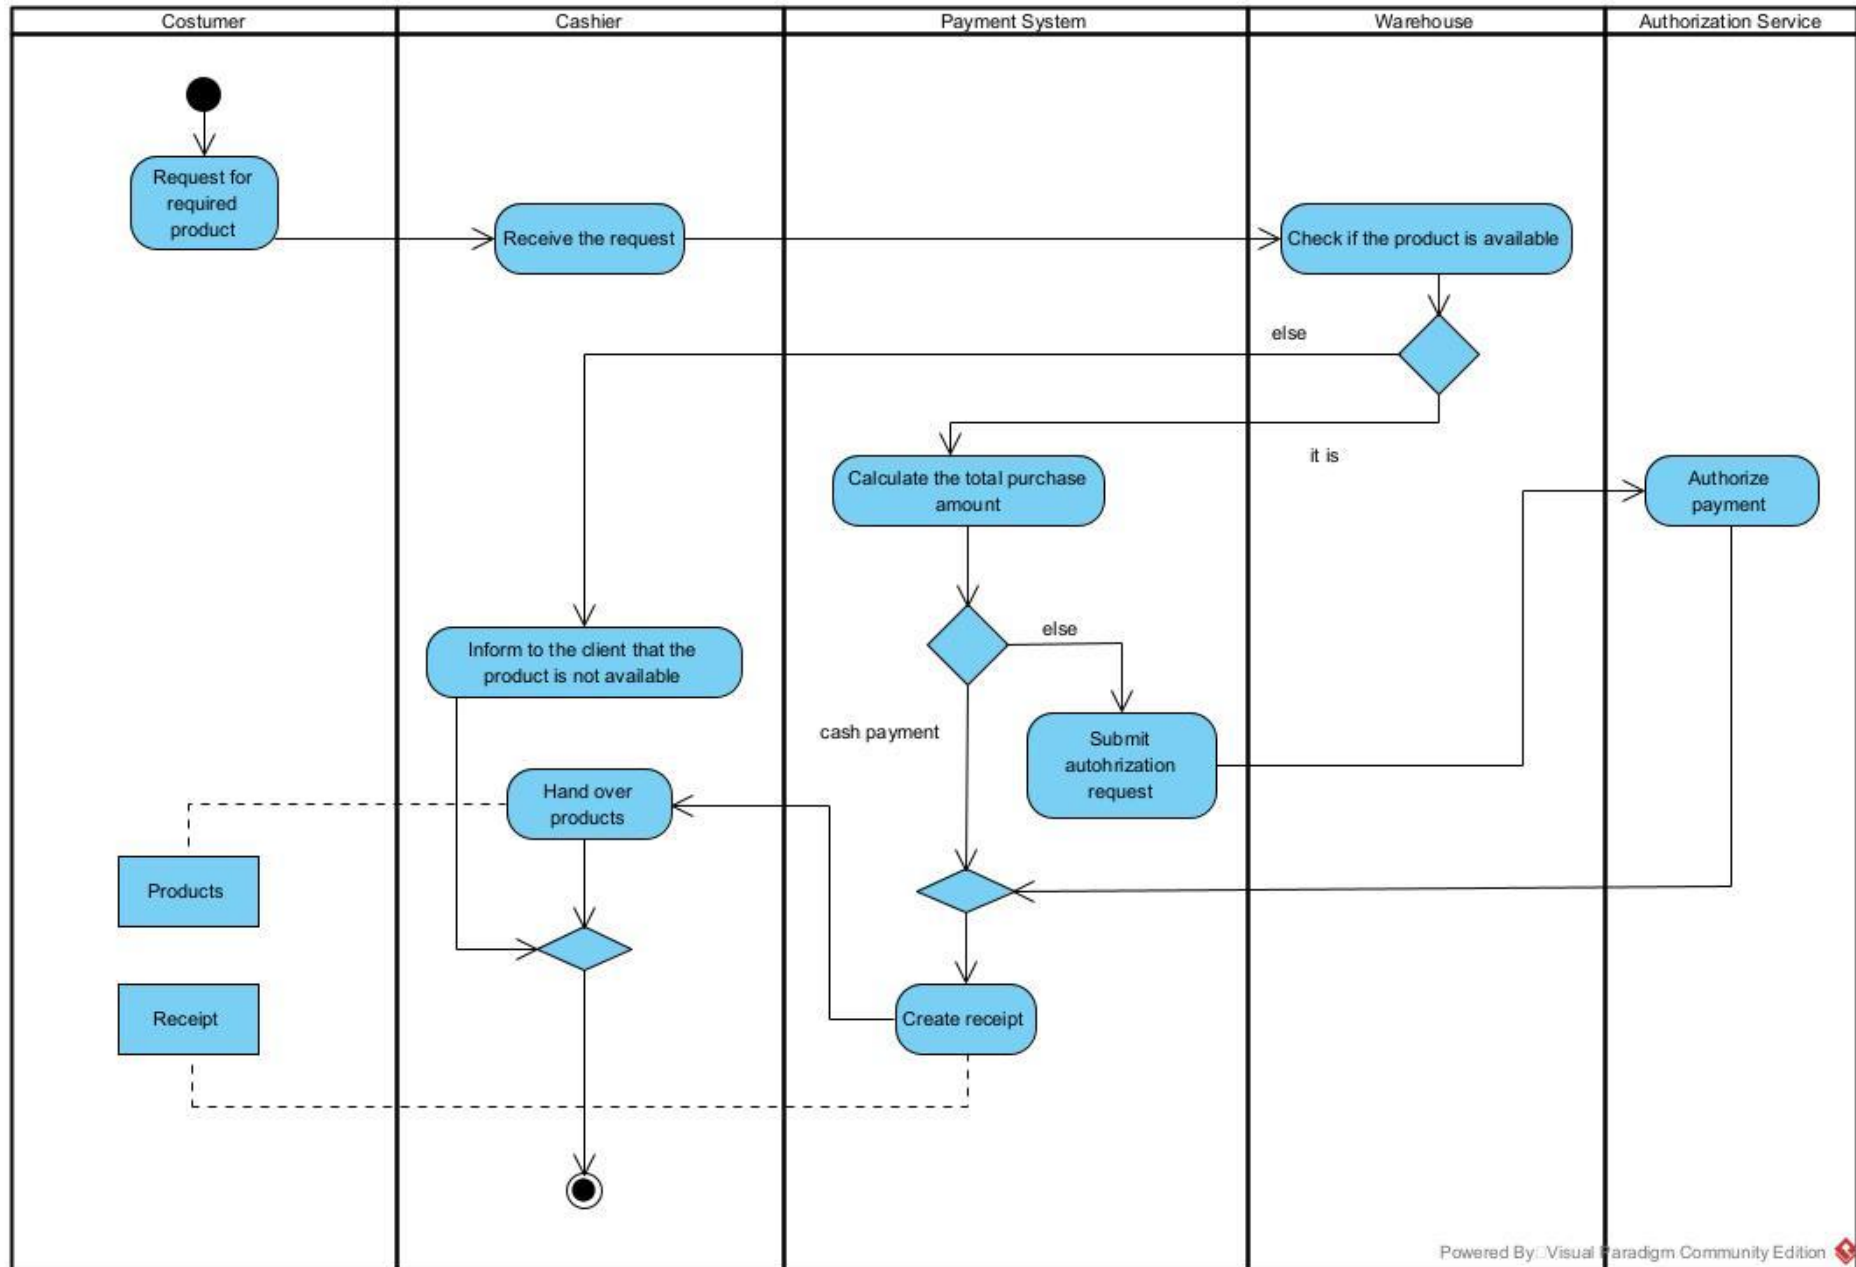 Costumer
Cashier
Payment System
Warehouse
Authorization Service
Request for
required
product
Receive the request
Check if the product is available
else
it is
Calculate the total purchase
amount
Authorize
payment
else
Inform to the client that the
product is not available
cash payment
Submit
autohrization
request
Hand over
products
Products
Receipt
Create receipt
Powered By Visual Paradigm Community Edition